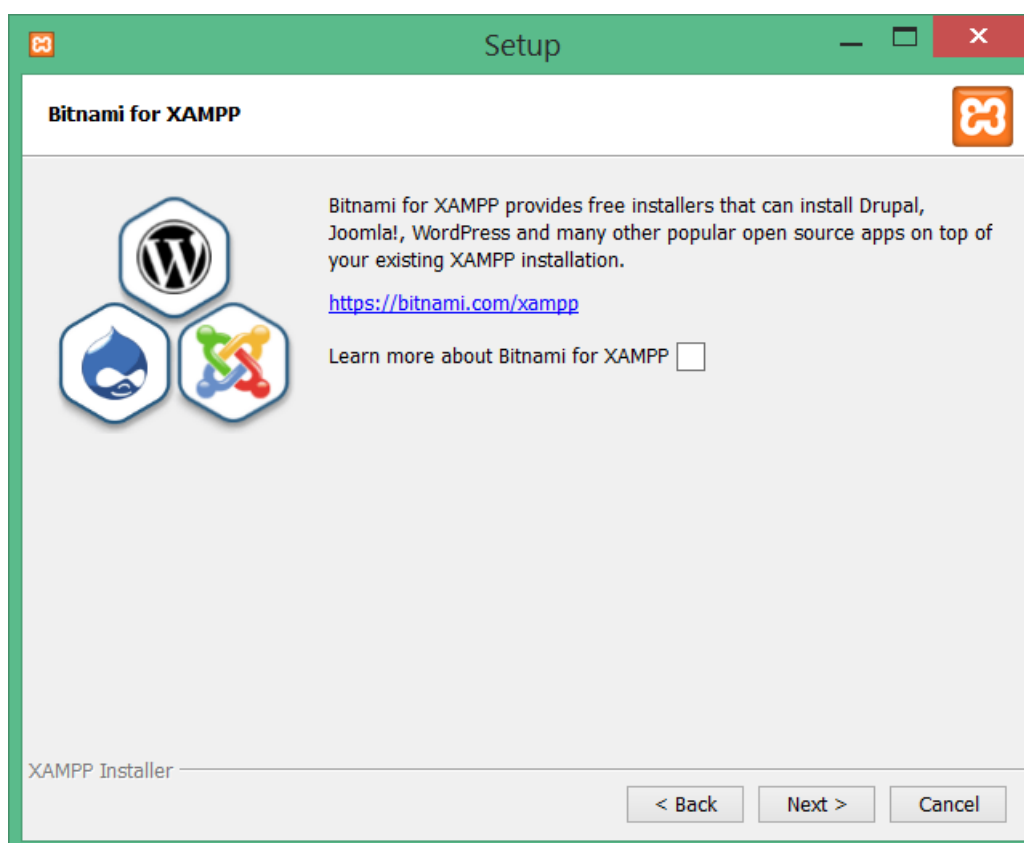 Setup
Bitnami for XAMPP
Bitnami for XAMPP provides free installers that can install Drupal,
Joomla!, WordPress and many other popular open source apps on top of
your existing XAMPP installation.
https://bitnami.com/xampp
Learn more about Bitnami for XAMPP
XAMPP Installer
< Back Next > Cancel